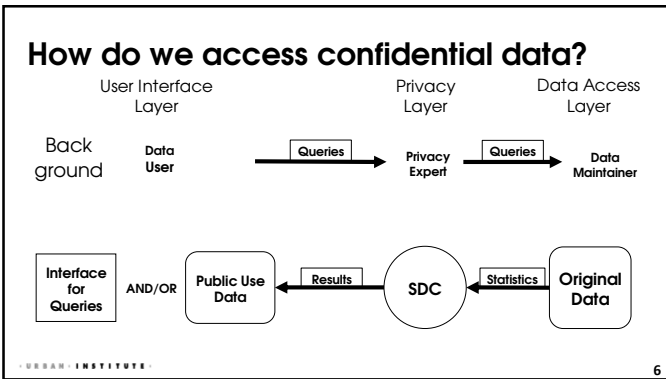 How do we access confidential data?
User Interface
Layer
Privacy
Layer
Data Access
Layer
Back
ground
Data
User
Queries
Privacy
Expert
Queries
Data
Maintainer
Interface
for
Queries
AND/OR
Public Use
Data
Results
SDC
Statistics
Original
Data
· URBAN · INSTITUTE ·
6